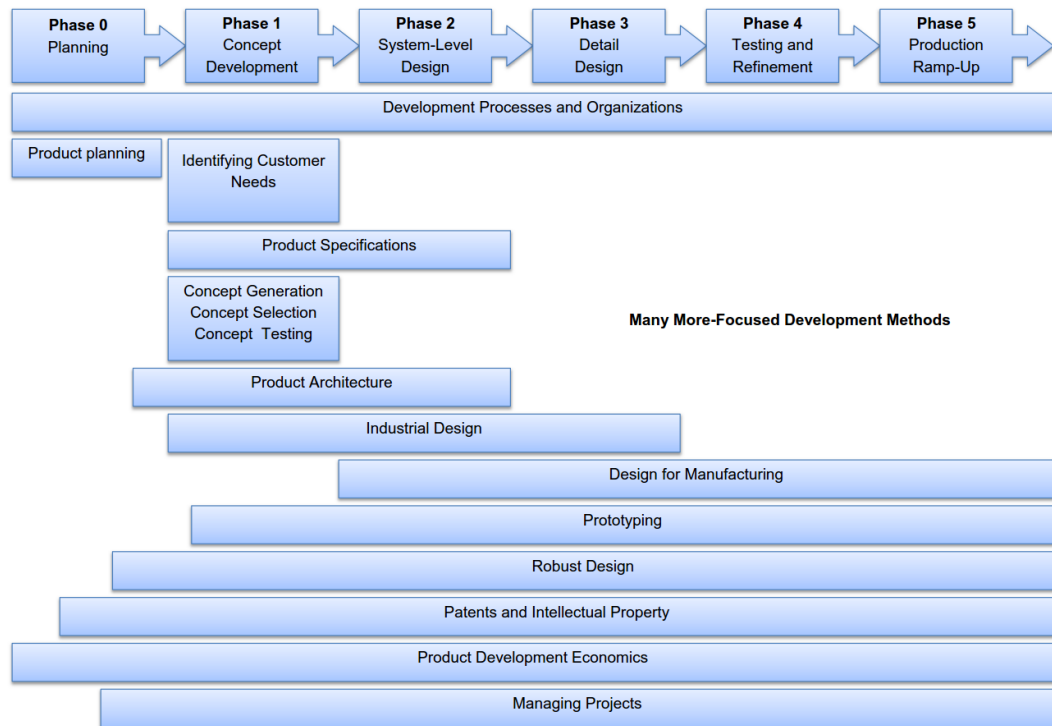 Phase 0
Planning
Phase 1
Concept
Development
Phase 2
System-Level
Design
Phase 3
Detail
Design
Phase 4
Testing and
Refinement
Phase 5
Production
Ramp-Up
Development Processes and Organizations
Product planning
Identifying Customer
Needs
Product Specifications
Concept Generation
Concept Selection
Concept Testing
Many More-Focused Development Methods
Product Architecture
Industrial Design
Design for Manufacturing
Prototyping
Robust Design
Patents and Intellectual Property
Product Development Economics
Managing Projects